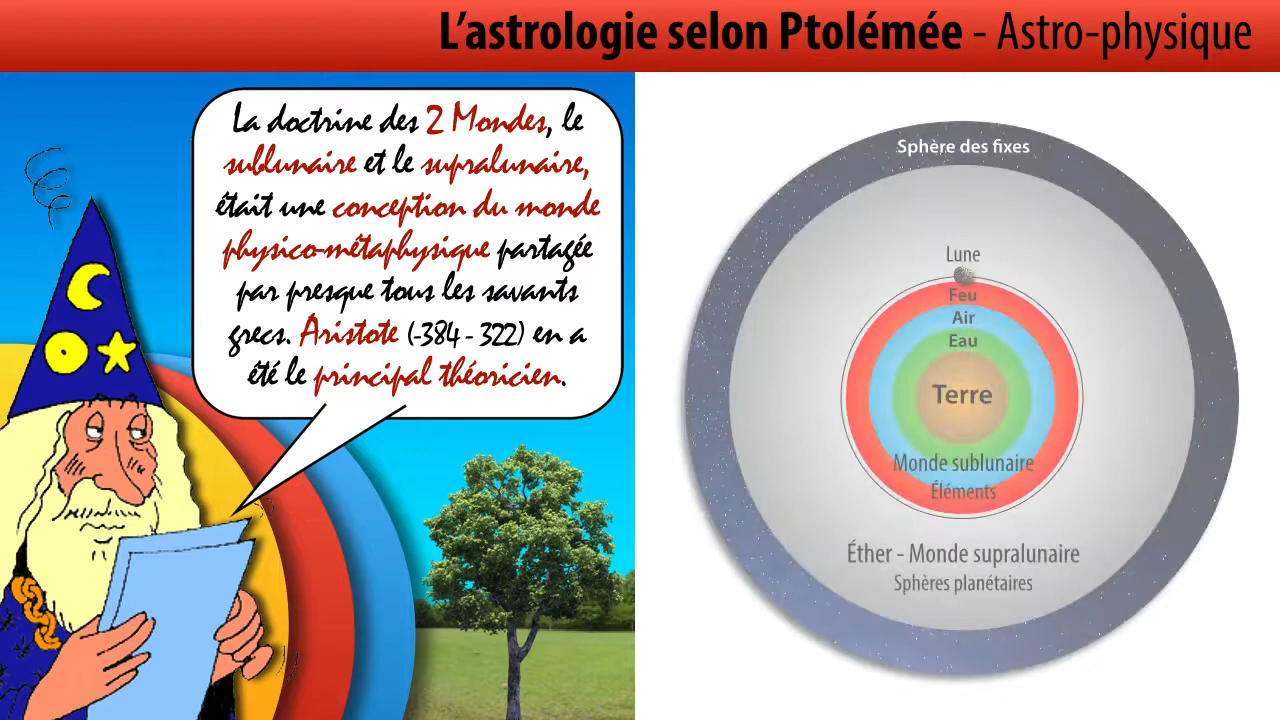 L’astrologie selon Ptolémée - Astro-physique
La doctrine des 2 Mondes, le
sublunaire et le supralunaire,
était une conception du monde
physico-métaphysique partagée
par presque tous les savants
grecs. Aristote (-384 - 322) en a
été le principal théoricien.
Sphère des fixes
Lune
Feu
Air
Eau
Terre
Monde sublunaire
Éléments
Éther - Monde supralunaire
Sphères planétaires